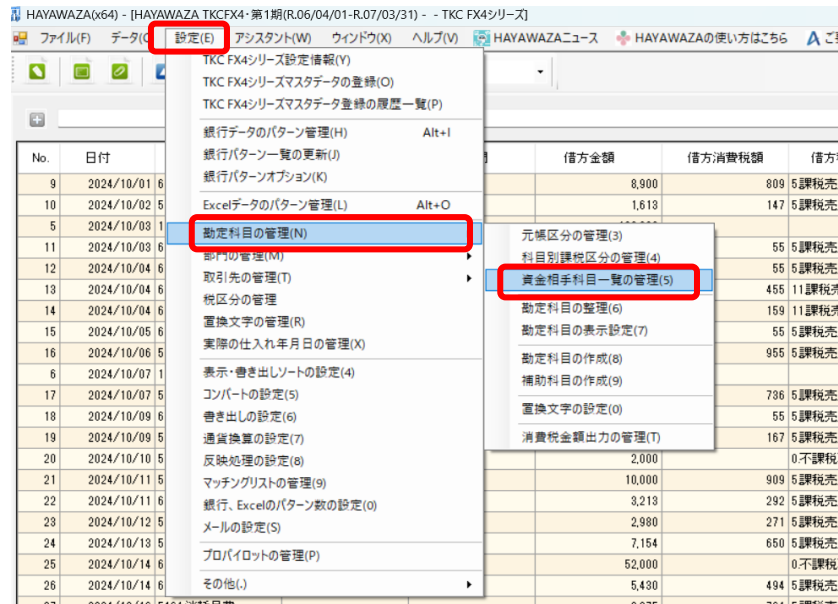 HAYAWAZA(x64) - [HAYAWAZA TKCFX4・第1期(R.06/04/01-R.07/03/31) - - TKC FX4シリーズ]
ファイル(F) データ(C 設定(E) アシスタント(W) ウィンドウ(X) ヘルプ(V) HAYAWAZAニュース HAYAWAZAの使い方はこちら
TKC FX4シリーズ設定情報(Y)
TKC FX4シリーズマスタデータの登録(O)
TKC FX4シリーズマスタデータ登録の履歴一覧(P)
銀行データのパターン管理(H) Alt+I
銀行パターン一覧の更新(J)
銀行パターンオプション(K)
Excelデータのパターン管理(L) Alt+O
勘定科目の管理(N)
部門の管理(M)
取引先の管理(T)
税区分の管理
置換文字の管理(R)
実際の仕入れ年月日の管理(X)
表示・書き出しソートの設定(4)
コンバートの設定(5)
書き出しの設定(6)
通貨換算の設定(7)
反映処理の設定(8)
マッチングリストの管理(9)
銀行、Excelのパターン数の設定(0)
メールの設定(S)
プロパイロットの管理(P)
その他(.)
元帳区分の管理(3)
科目別課税区分の管理(4)
資金相手科目一覧の管理(5)
勘定科目の整理(6)
勘定科目の表示設定(7)
勘定科目の作成(8)
補助科目の作成(9)
置換文字の設定(0)
消費税金額出力の管理(T)
No. 日付 借方金額 借方消費税額 借方
9 2024/10/01 6 8,900 809 5課税売
10 2024/10/02 5 1,613 147 5課税売
5 2024/10/03 1
11 2024/10/03 6 55 5課税売
12 2024/10/04 6 55 5課税売
13 2024/10/04 6 455 11課税売
14 2024/10/04 6 159 11課税売
15 2024/10/05 6 55 5課税売
16 2024/10/06 5 955 5課税売
6 2024/10/07 1
17 2024/10/07 5 736 5課税売
18 2024/10/09 6 55 5課税売
19 2024/10/09 5 167 5課税売
20 2024/10/10 5 2,000 0.不課税
21 2024/10/11 5 10,000 909 5課税売
22 2024/10/11 6 3,213 292 5課税売
23 2024/10/12 5 2,980 271 5課税売
24 2024/10/13 5 7,154 650 5課税売
25 2024/10/14 6 52,000 0.不課税
26 2024/10/14 6 5,430 494 5課税売